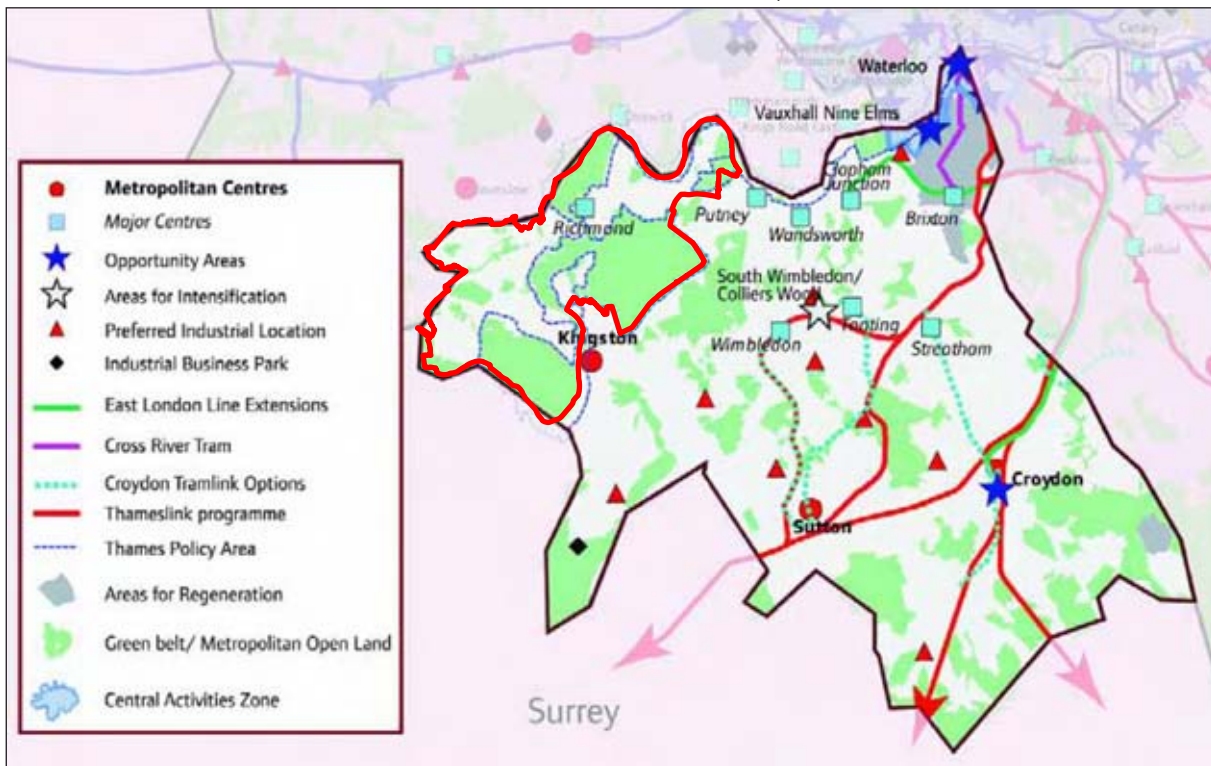 Waterloo
Vauxhall Nine Elms
Clapham
Junction
Putney
Wandsworth
Brixton
Richmond
South Wimbledon/
Colliers Wood
Tooting
Wimbledon
Streatham
Kingston
Croydon
Sutton
Surrey
Metropolitan Centres
Major Centres
Opportunity Areas
Areas for Intensification
Preferred Industrial Location
Industrial Business Park
East London Line Extensions
Cross River Tram
Croydon Tramlink Options
Thameslink programme
Thames Policy Area
Areas for Regeneration
Green belt/ Metropolitan Open Land
Central Activities Zone